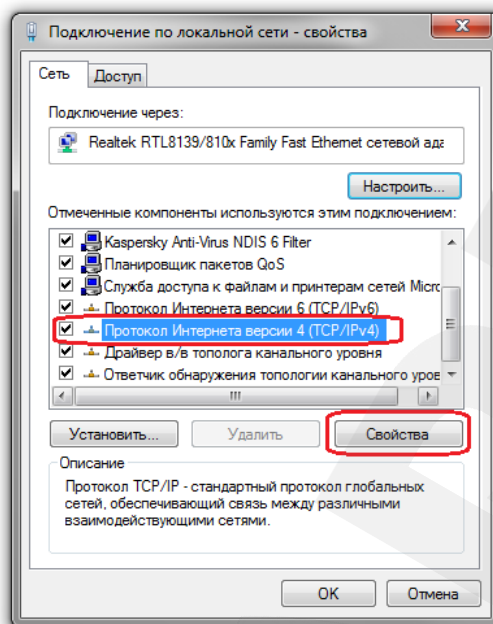 Подключение по локальной сети - свойства
Сеть
Доступ
Подключение через:
Realtek RTL8139/810x Family Fast Ethernet сетевой ада
Настроить...
Отмеченные компоненты используются этим подключением:
Kaspersky Anti-Virus NDIS 6 Filter
Планировщик пакетов QoS
Служба доступа к файлам и принтерам сетей Micro
Протокол Интернета версии 6 (TCP/IPv6)
Протокол Интернета версии 4 (TCP/IPv4)
Драйвер в/в тополога канального уровня
Ответчик обнаружения топологии канального уров
Установить...
Удалить
Свойства
Описание
Протокол TCP/IP - стандартный протокол глобальных
сетей, обеспечивающий связь между различными
взаимодействующими сетями.
OK
Отмена